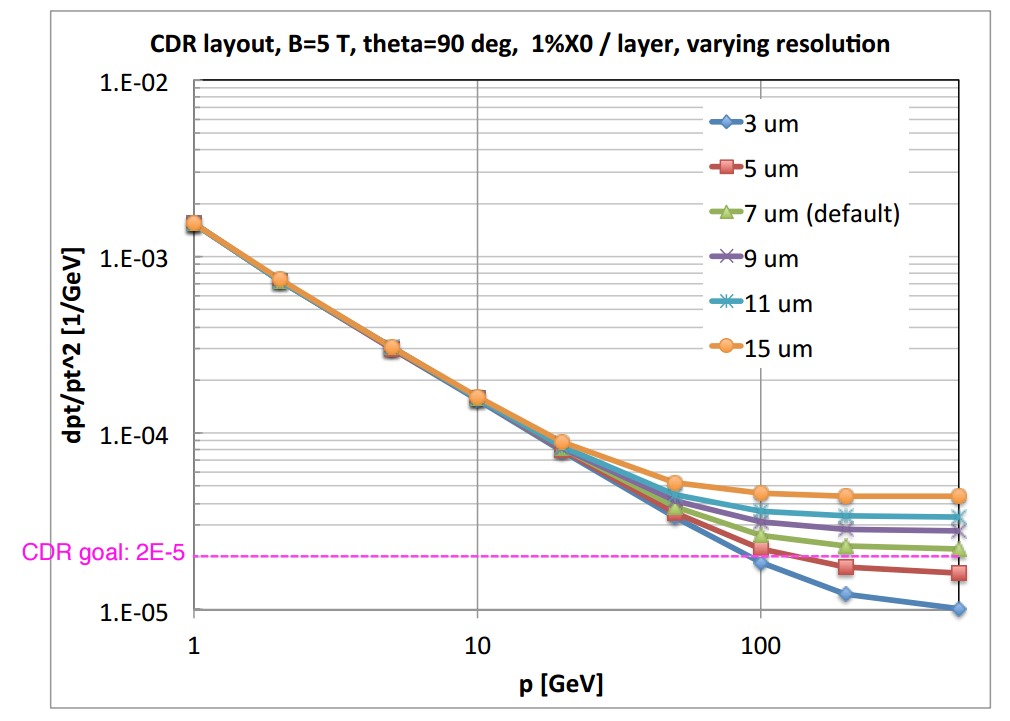 CDR layout, B=5 T, theta=90 deg,  1%X0 / layer, varying resolution
1.E-02
3 um
5 um
7 um (default)
9 um
11 um
15 um
1.E-03
dpt/pt^2 [1/GeV]
1.E-04
CDR goal: 2E-5
1.E-05
1
10
100
p [GeV]